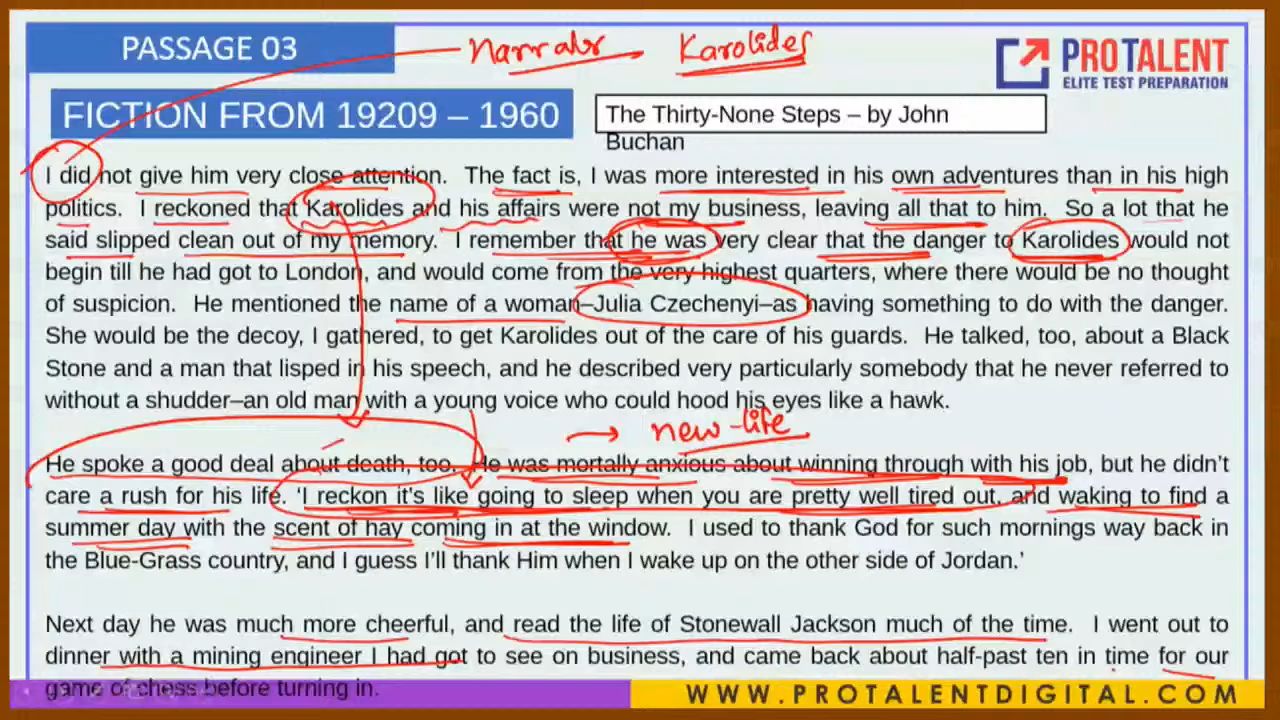 PASSAGE 03
Narrator Karolides
PROTALENT
ELITE TEST PREPARATION
FICTION FROM 19209 – 1960
The Thirty-None Steps – by John
Buchan
I did not give him very close attention. The fact is, I was more interested in his own adventures than in his high
politics. I reckoned that Karolides and his affairs were not my business, leaving all that to him. So a lot that he
said slipped clean out of my memory. I remember that he was very clear that the danger to Karolides would not
begin till he had got to London, and would come from the very highest quarters, where there would be no thought
of suspicion. He mentioned the name of a woman–Julia Czechenyi–as having something to do with the danger.
She would be the decoy, I gathered, to get Karolides out of the care of his guards. He talked, too, about a Black
Stone and a man that lisped in his speech, and he described very particularly somebody that he never referred to
without a shudder–an old man with a young voice who could hood his eyes like a hawk.
new-life
He spoke a good deal about death, too. He was mortally anxious about winning through with his job, but he didn't
care a rush for his life. 'I reckon it's like going to sleep when you are pretty well tired out, and waking to find a
summer day with the scent of hay coming in at the window. I used to thank God for such mornings way back in
the Blue-Grass country, and I guess I'll thank Him when I wake up on the other side of Jordan.'
Next day he was much more cheerful, and read the life of Stonewall Jackson much of the time. I went out to
dinner with a mining engineer I had got to see on business, and came back about half-past ten in time for our
game of chess before turning in.
WWW.PROTALENTDIGITAL.COM